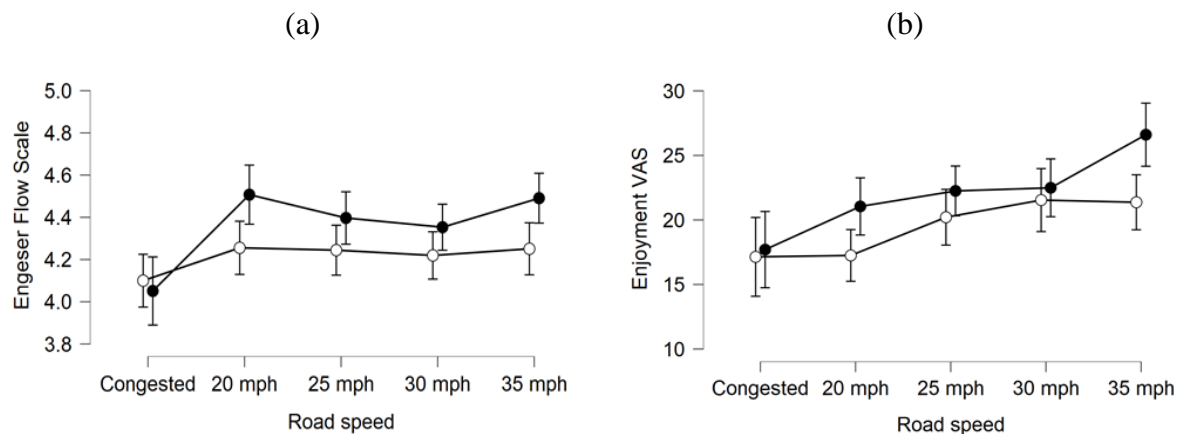 (a)
Engeser Flow Scale
5.0
4.8
4.6
4.4
4.2
4.0
3.8
Congested 20 mph 25 mph 30 mph 35 mph
Road speed
(b)
Enjoyment VAS
30
25
20
15
10
Congested 20 mph 25 mph 30 mph 35 mph
Road speed